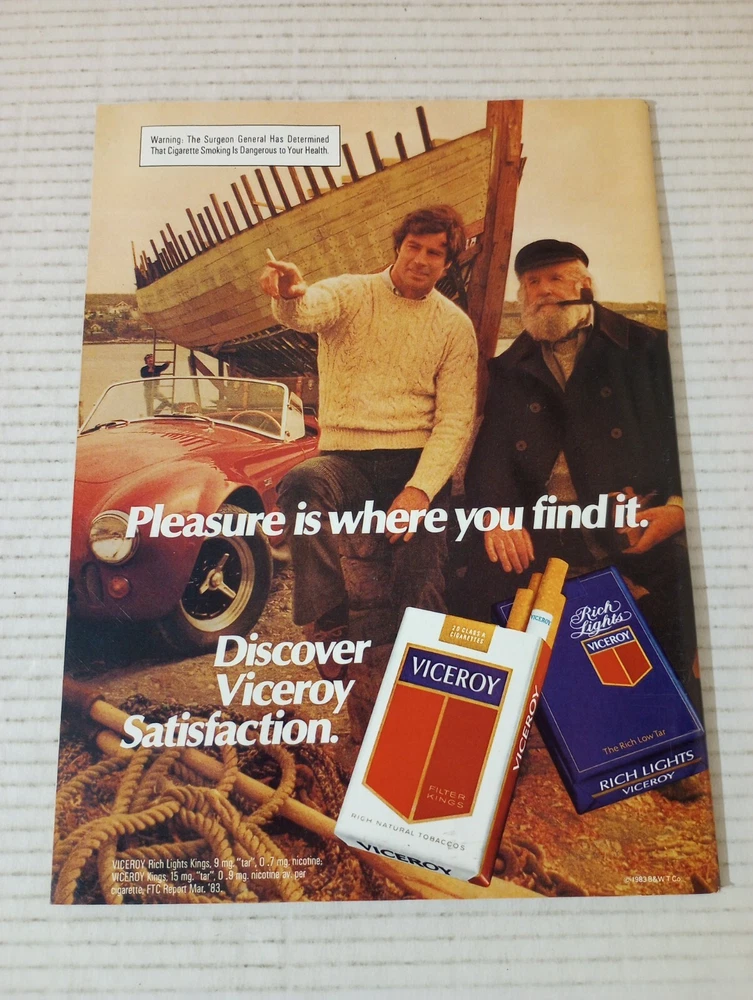 Warning: The Surgeon General Has Determined
That Cigarette Smoking Is Dangerous to Your Health.
Pleasure is where you find it.
Discover
Viceroy
Satisfaction.
20 CLASS A
CIGARETTES
VICEROY
FILTER
KINGS
RICH NATURAL TOBACCOS
VICEROY
VICEROY
VICEROY
Rich
Lights
VICEROY
The Rich Low Tar
RICH LIGHTS
VICEROY
VICEROY Rich Lights Kings, 9 mg. "tar", 0.7 mg. nicotine;
VICEROY Kings, 15 mg. "tar", 0.9 mg. nicotine av. per
cigarette, FTC Report Mar. '83.
©1983 B&W T Co.